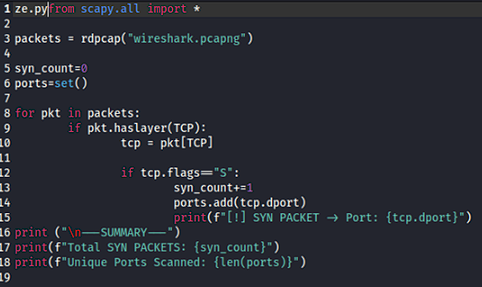 1 ze.pyfrom scapy.all import *
2
3 packets = rdpcap("wireshark.pcapng")
4
5 syn_count=0
6 ports=set()
7
8 for pkt in packets:
9         if pkt.haslayer(TCP):
10                 tcp = pkt[TCP]
11
12                 if tcp.flags=="S":
13                         syn_count+=1
14                         ports.add(tcp.dport)
15                         print(f"[!] SYN PACKET → Port: {tcp.dport}")
16 print ("\n--SUMMARY--")
17 print(f"Total SYN PACKETS: {syn_count}")
18 print(f"Unique Ports Scanned: {len(ports)}")
19